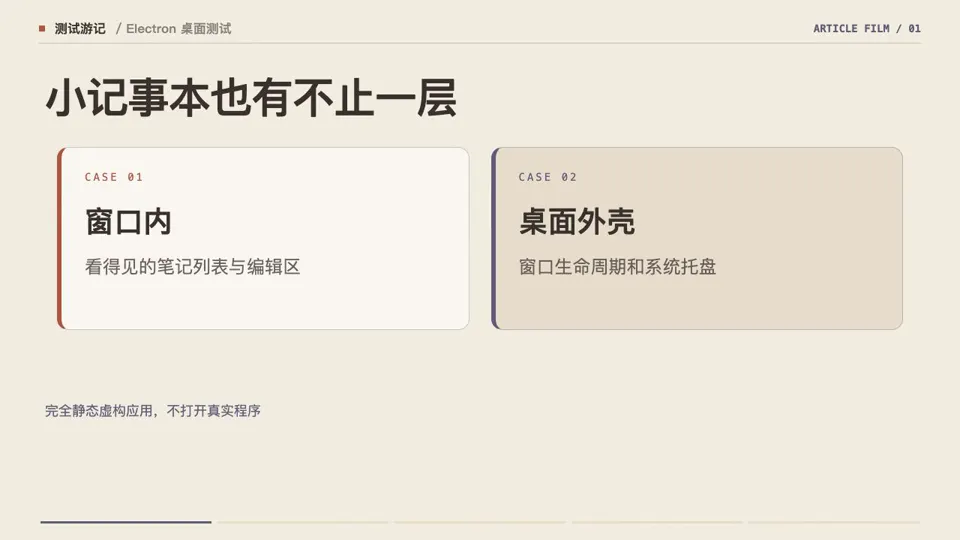 测试游记 / Electron 桌面测试
ARTICLE FILM / 01
小记事本也有不止一层
CASE 01
窗口内
看得见的笔记列表与编辑区
CASE 02
桌面外壳
窗口生命周期和系统托盘
完全静态虚构应用，不打开真实程序